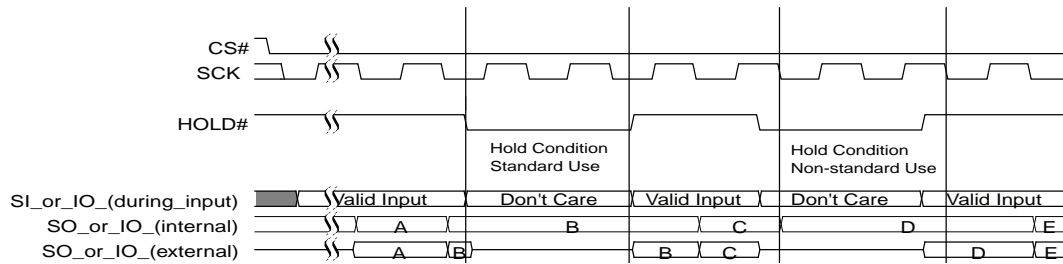 CS#
SCK
HOLD#
Hold Condition
Standard Use
Hold Condition
Non-standard Use
SI_or_IO_(during_input) Valid Input Don't Care Valid Input Don't Care Valid Input
SO_or_IO_(internal) A B C D E
SO_or_IO_(external) A B B C D E